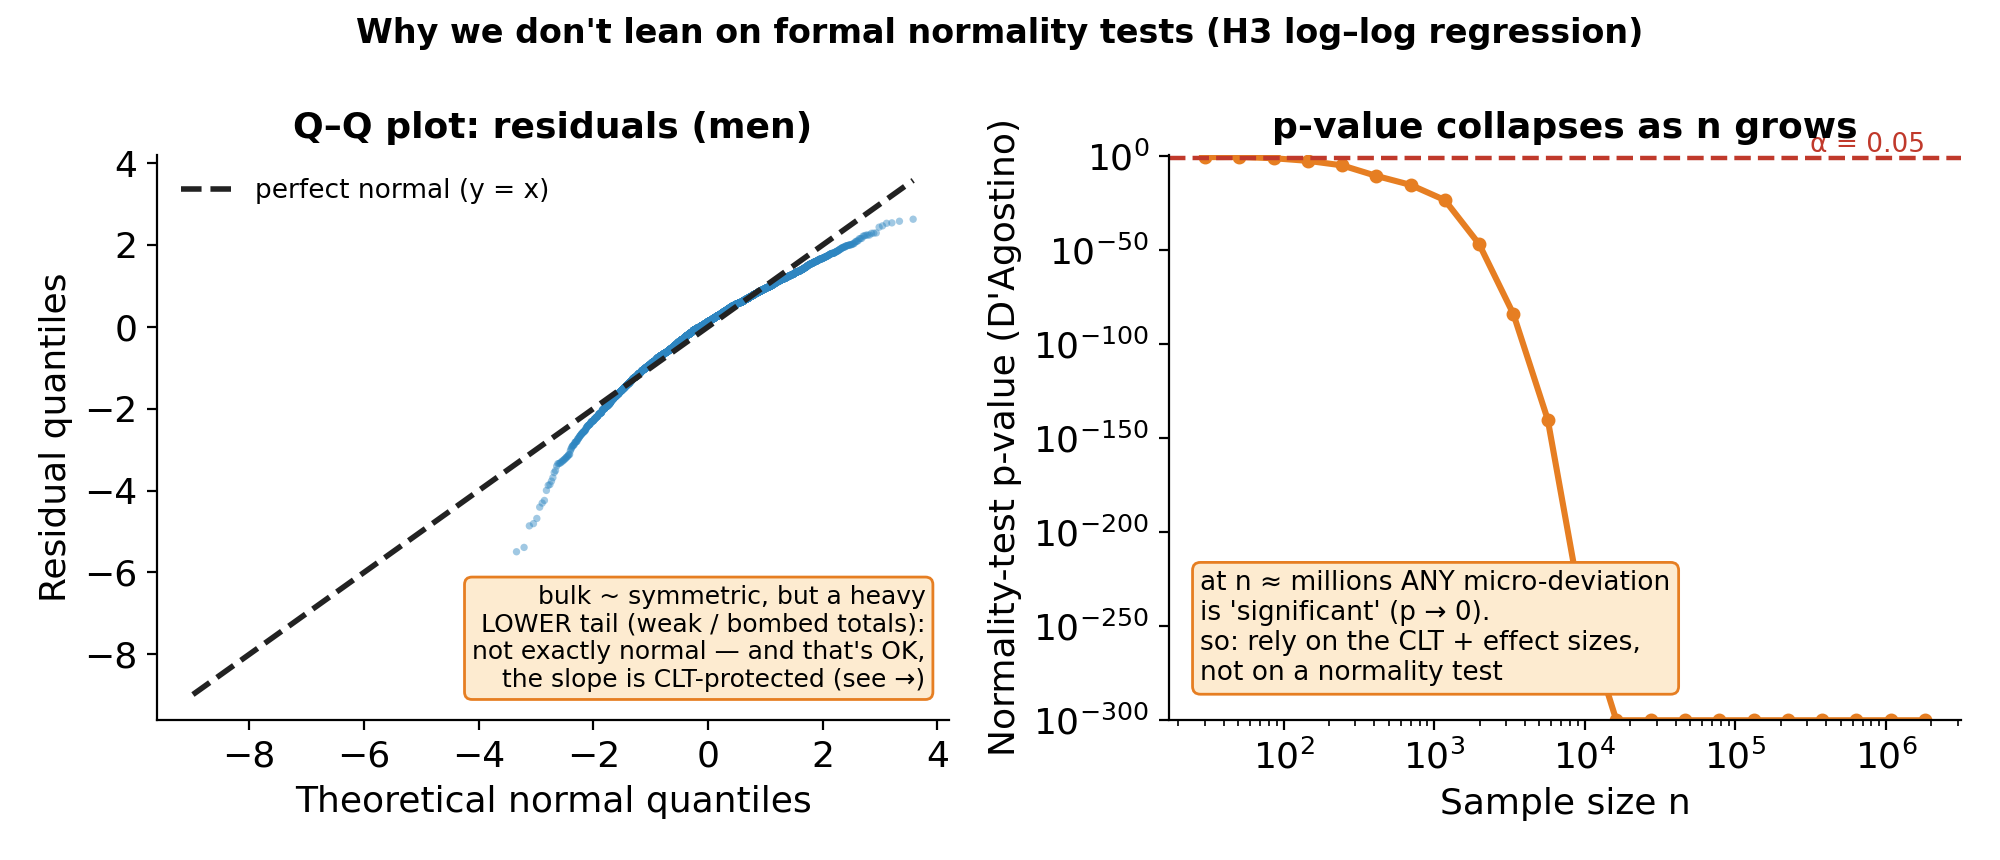 Why we don't lean on formal normality tests (H3 log–log regression)
Q–Q plot: residuals (men)
perfect normal (y = x)
Residual quantiles
4
2
0
−2
−4
−6
−8
bulk ~ symmetric, but a heavy
LOWER tail (weak / bombed totals):
not exactly normal — and that's OK,
the slope is CLT-protected (see →)
−8 −6 −4 −2 0 2 4
Theoretical normal quantiles
p-value collapses as n grows
α = 0.05
Normality-test p-value (D'Agostino)
10⁰
10⁻⁵⁰
10⁻¹⁰⁰
10⁻¹⁵⁰
10⁻²⁰⁰
10⁻²⁵⁰
10⁻³⁰⁰
at n ≈ millions ANY micro-deviation
is 'significant' (p → 0).
so: rely on the CLT + effect sizes,
not on a normality test
10² 10³ 10⁴ 10⁵ 10⁶
Sample size n